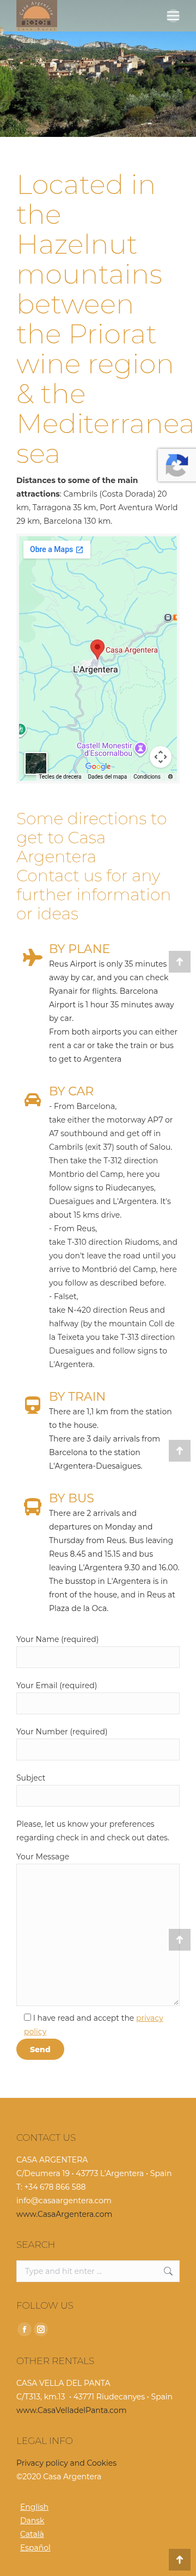 Casa Argentera
Located in
the
Hazelnut
mountains
between
the Priorat
wine region
& the
Mediterranea
sea
Distances to some of the main
attractions: Cambrils (Costa Dorada) 20
km, Tarragona 35 km, Port Aventura World
29 km, Barcelona 130 km.
Obre a Maps
Casa Argentera
L'Argentera
Castell Monestir
d'Escornalbou
Google
Tecles de drecera Dades del mapa Condicions
Some directions to
get to Casa
Argentera
Contact us for any
further information
or ideas
BY PLANE
Reus Airport is only 35 minutes
away by car, and you can check
Ryanair for flights. Barcelona
Airport is 1 hour 35 minutes away
by car.
From both airports you can either
rent a car or take the train or bus
to get to Argentera
BY CAR
- From Barcelona,
take either the motorway AP7 or
A7 southbound and get off in
Cambrils (exit 37) south of Salou.
Then take the T-312 direction
Montbrio del Camp, here you
follow signs to Riudecanyes,
Duesaigues and L'Argentera. It's
about 15 kms drive.
- From Reus,
take T-310 direction Riudoms, and
you don't leave the road until you
arrive to Montbrió del Camp, here
you follow as described before.
- Falset,
take N-420 direction Reus and
halfway (by the mountain Coll de
la Teixeta you take T-313 direction
Duesaigues and follow signs to
L'Argentera.
BY TRAIN
There are 1,1 km from the station
to the house.
There are 3 daily arrivals from
Barcelona to the station
L'Argentera-Duesaigues.
BY BUS
There are 2 arrivals and
departures on Monday and
Thursday from Reus. Bus leaving
Reus 8.45 and 15.15 and bus
leaving L'Argentera 9.30 and 16.00.
The busstop in L'Argentera is in
front of the house, and in Reus at
Plaza de la Oca.
Your Name (required)
Your Email (required)
Your Number (required)
Subject
Please, let us know your preferences
regarding check in and check out dates.
Your Message
I have read and accept the privacy
policy
Send
CONTACT US
CASA ARGENTERA
C/Deumera 19 · 43773 L'Argentera · Spain
T: +34 678 866 588
info@casaargentera.com
www.CasaArgentera.com
SEARCH
Type and hit enter ...
FOLLOW US
OTHER RENTALS
CASA VELLA DEL PANTA
C/T313, km.13 · 43771 Riudecanyes · Spain
www.CasaVelladelPanta.com
LEGAL INFO
Privacy policy and Cookies
©2020 Casa Argentera
English
Dansk
Català
Español